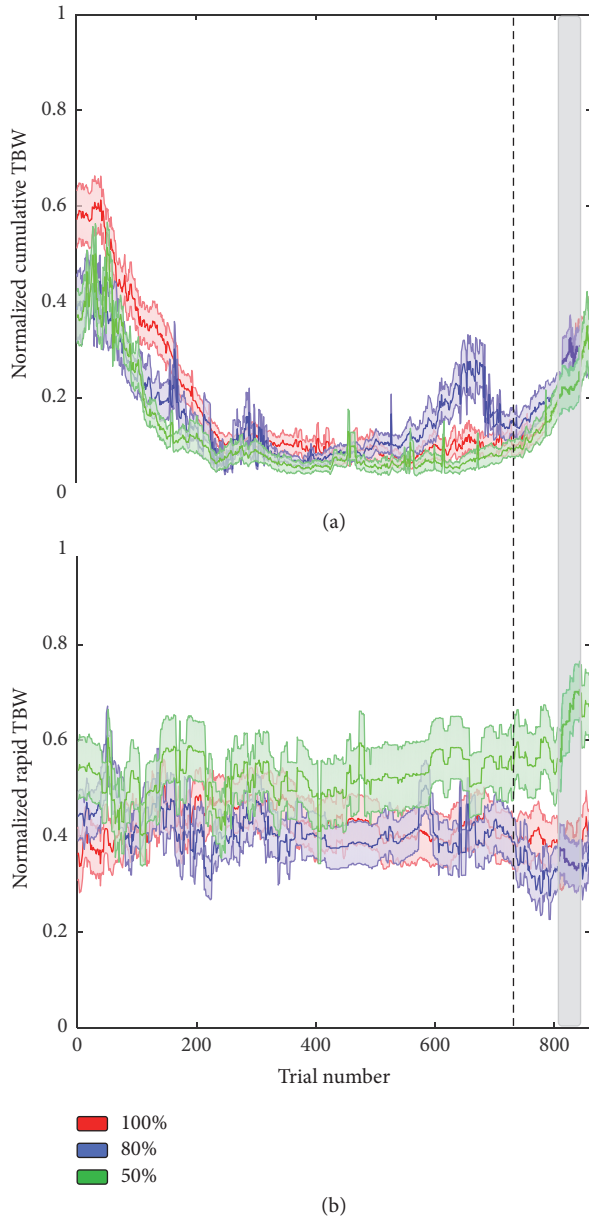 1
0.8
0.6
0.4
0.2
0
Normalized cumulative TBW
(a)
1
0.8
0.6
0.4
0.2
0
Normalized rapid TBW
0 200 400 600 800
Trial number
100%
80%
50%
(b)